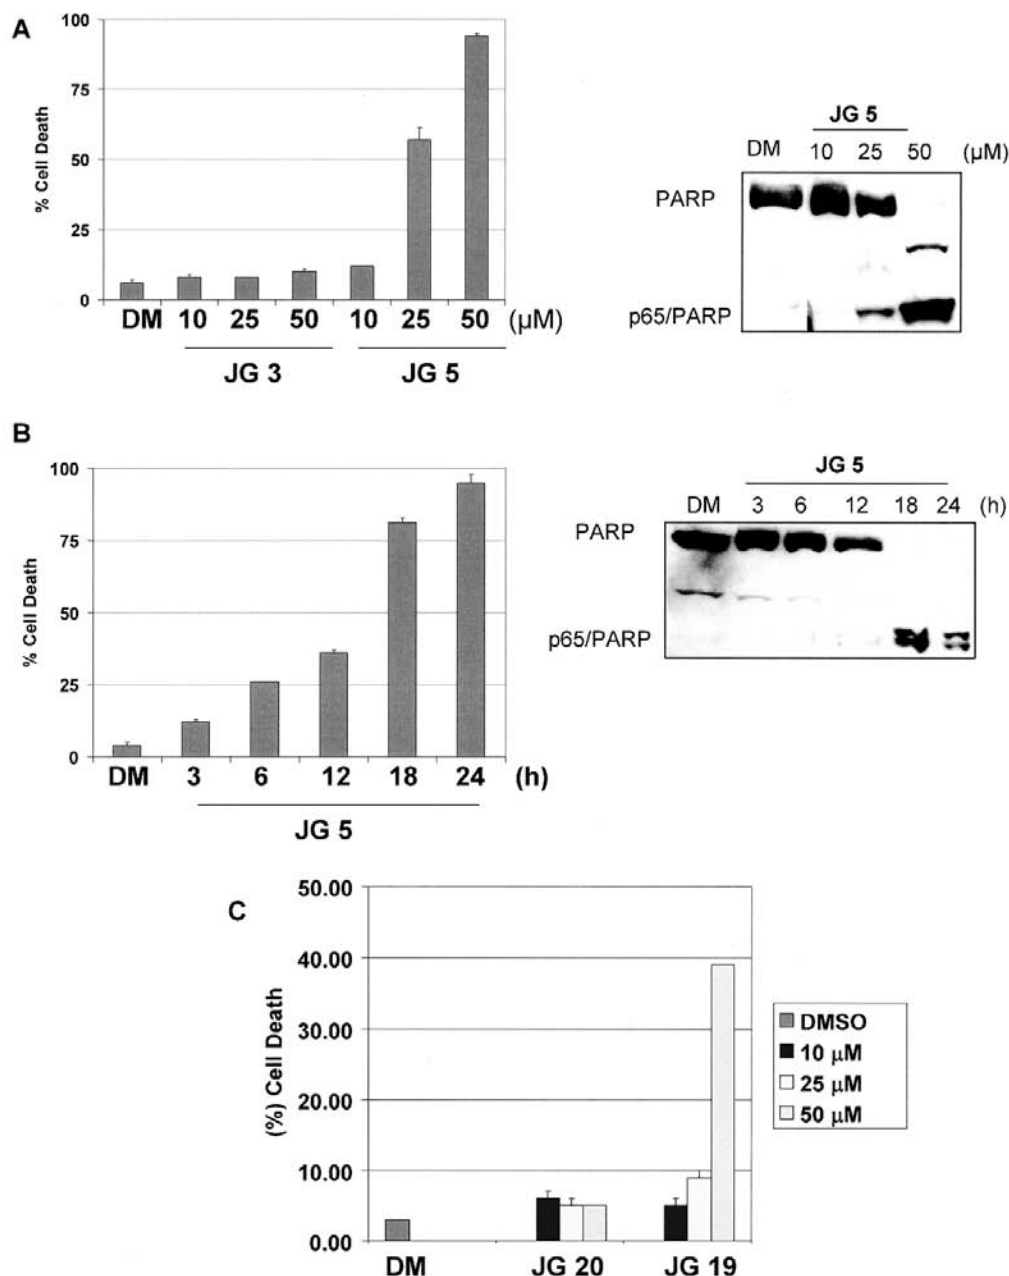 A
100
75
50
25
0
% Cell Death
DM 10 25 50 10 25 50 (µM)
JG 3 JG 5
JG 5
DM 10 25 50 (µM)
PARP
p65/PARP
B
100
75
50
25
0
% Cell Death
DM 3 6 12 18 24 (h)
JG 5
JG 5
DM 3 6 12 18 24 (h)
PARP
p65/PARP
C
50.00
40.00
30.00
20.00
10.00
0.00
(%) Cell Death
DM JG 20 JG 19
DMSO
10 µM
25 µM
50 µM